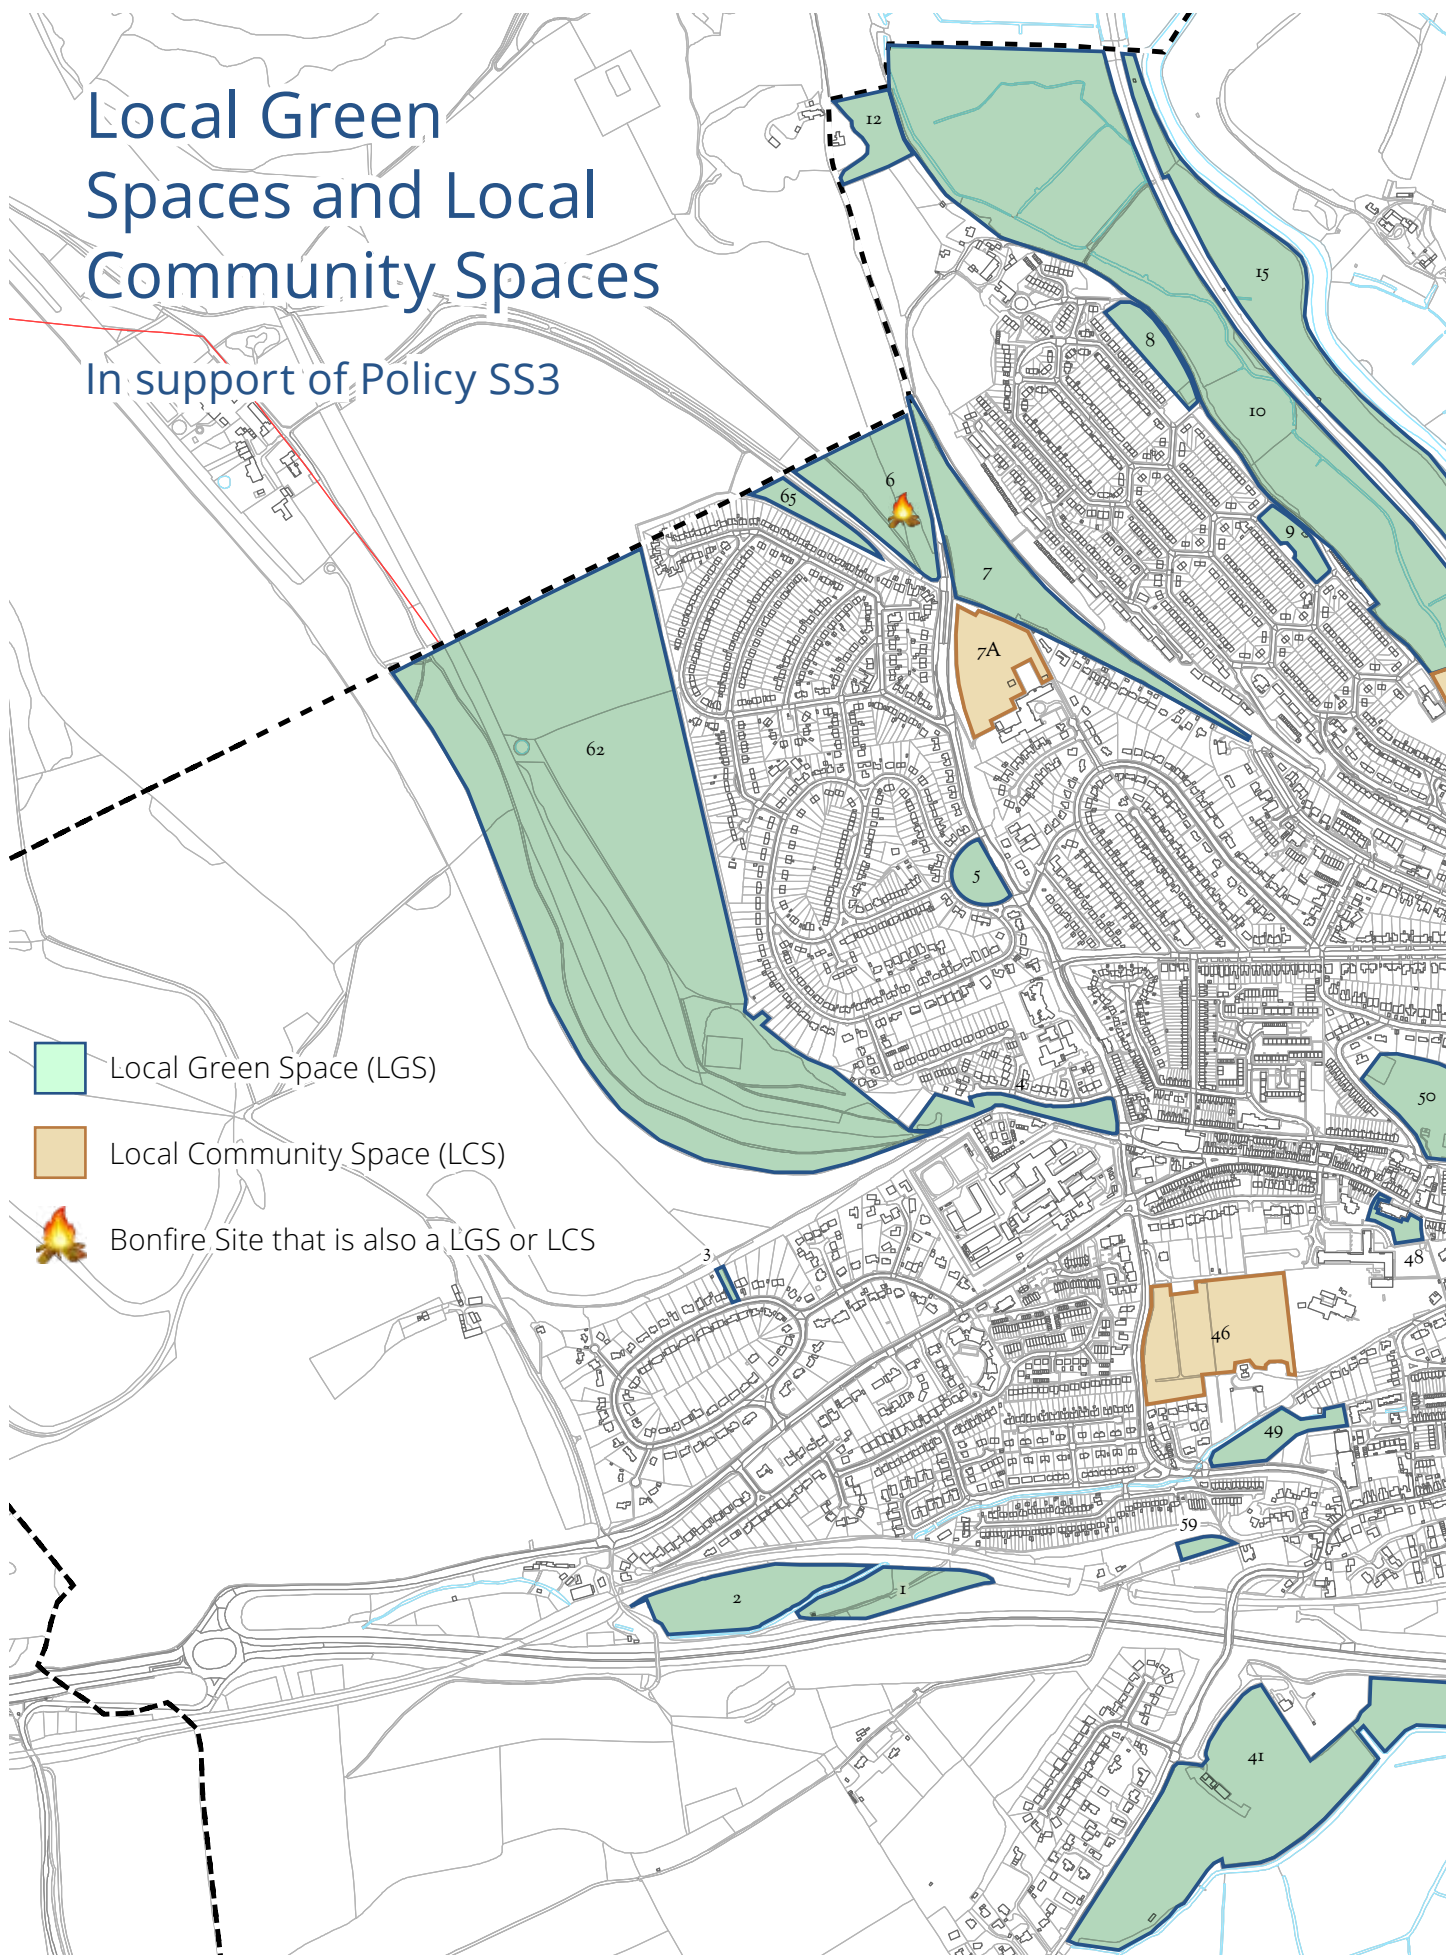 Local Green
Spaces and Local
Community Spaces
In support of Policy SS3
12
15
8
10
6
65
9
7
7A
62
5
4
50
Local Green Space (LGS)
Local Community Space (LCS)
Bonfire Site that is also a LGS or LCS
3
48
46
49
59
2
1
41